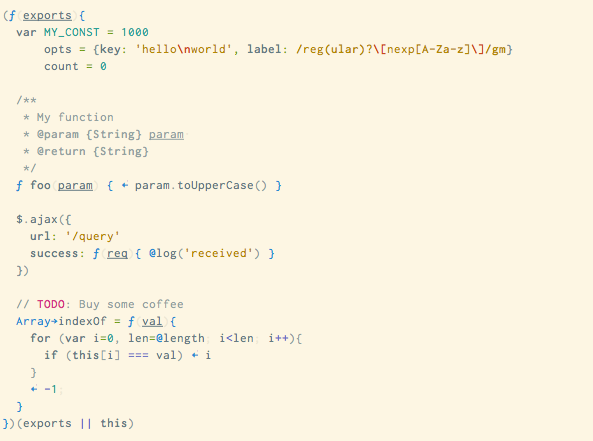 (ƒ(exports){
  var MY_CONST = 1000
      opts = {key: 'hello\nworld', label: /reg(ular)?\[nexp[A-Za-z]\]/gm}
      count = 0

  /**
   * My function
   * @param {String} param
   * @return {String}
   */
  ƒ foo(param) { ← param.toUpperCase() }

  $.ajax({
    url: '/query'
    success: ƒ(req){ @log('received') }
  })

  // TODO: Buy some coffee
  Array→indexOf = ƒ(val){
    for (var i=0, len=@length; i<len; i++){
      if (this[i] === val) ← i
    }
    ← -1;
  }
})(exports || this)